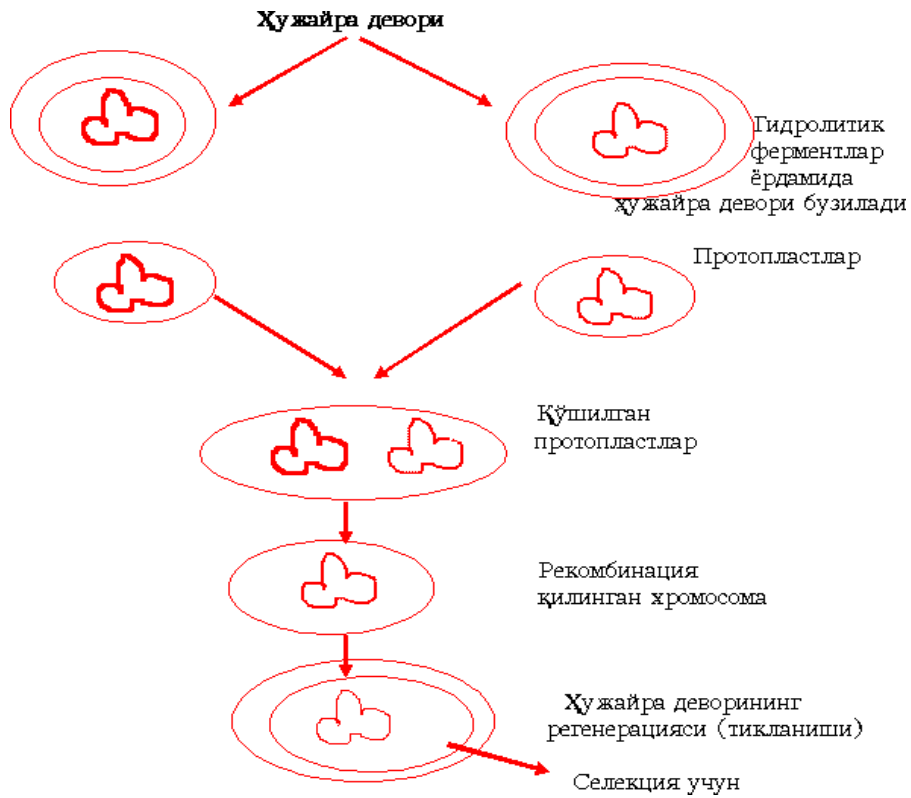 Ҳужайра девори
Гидролитик
ферментлар
ёрдамида
ҳужайра девори бузилади
Протопластлар
Қўшилган
протопластлар
Рекомбинация
қилинган хромосома
Ҳужайра деворининг
регенерацияси (тикланиши)
Селекция учун